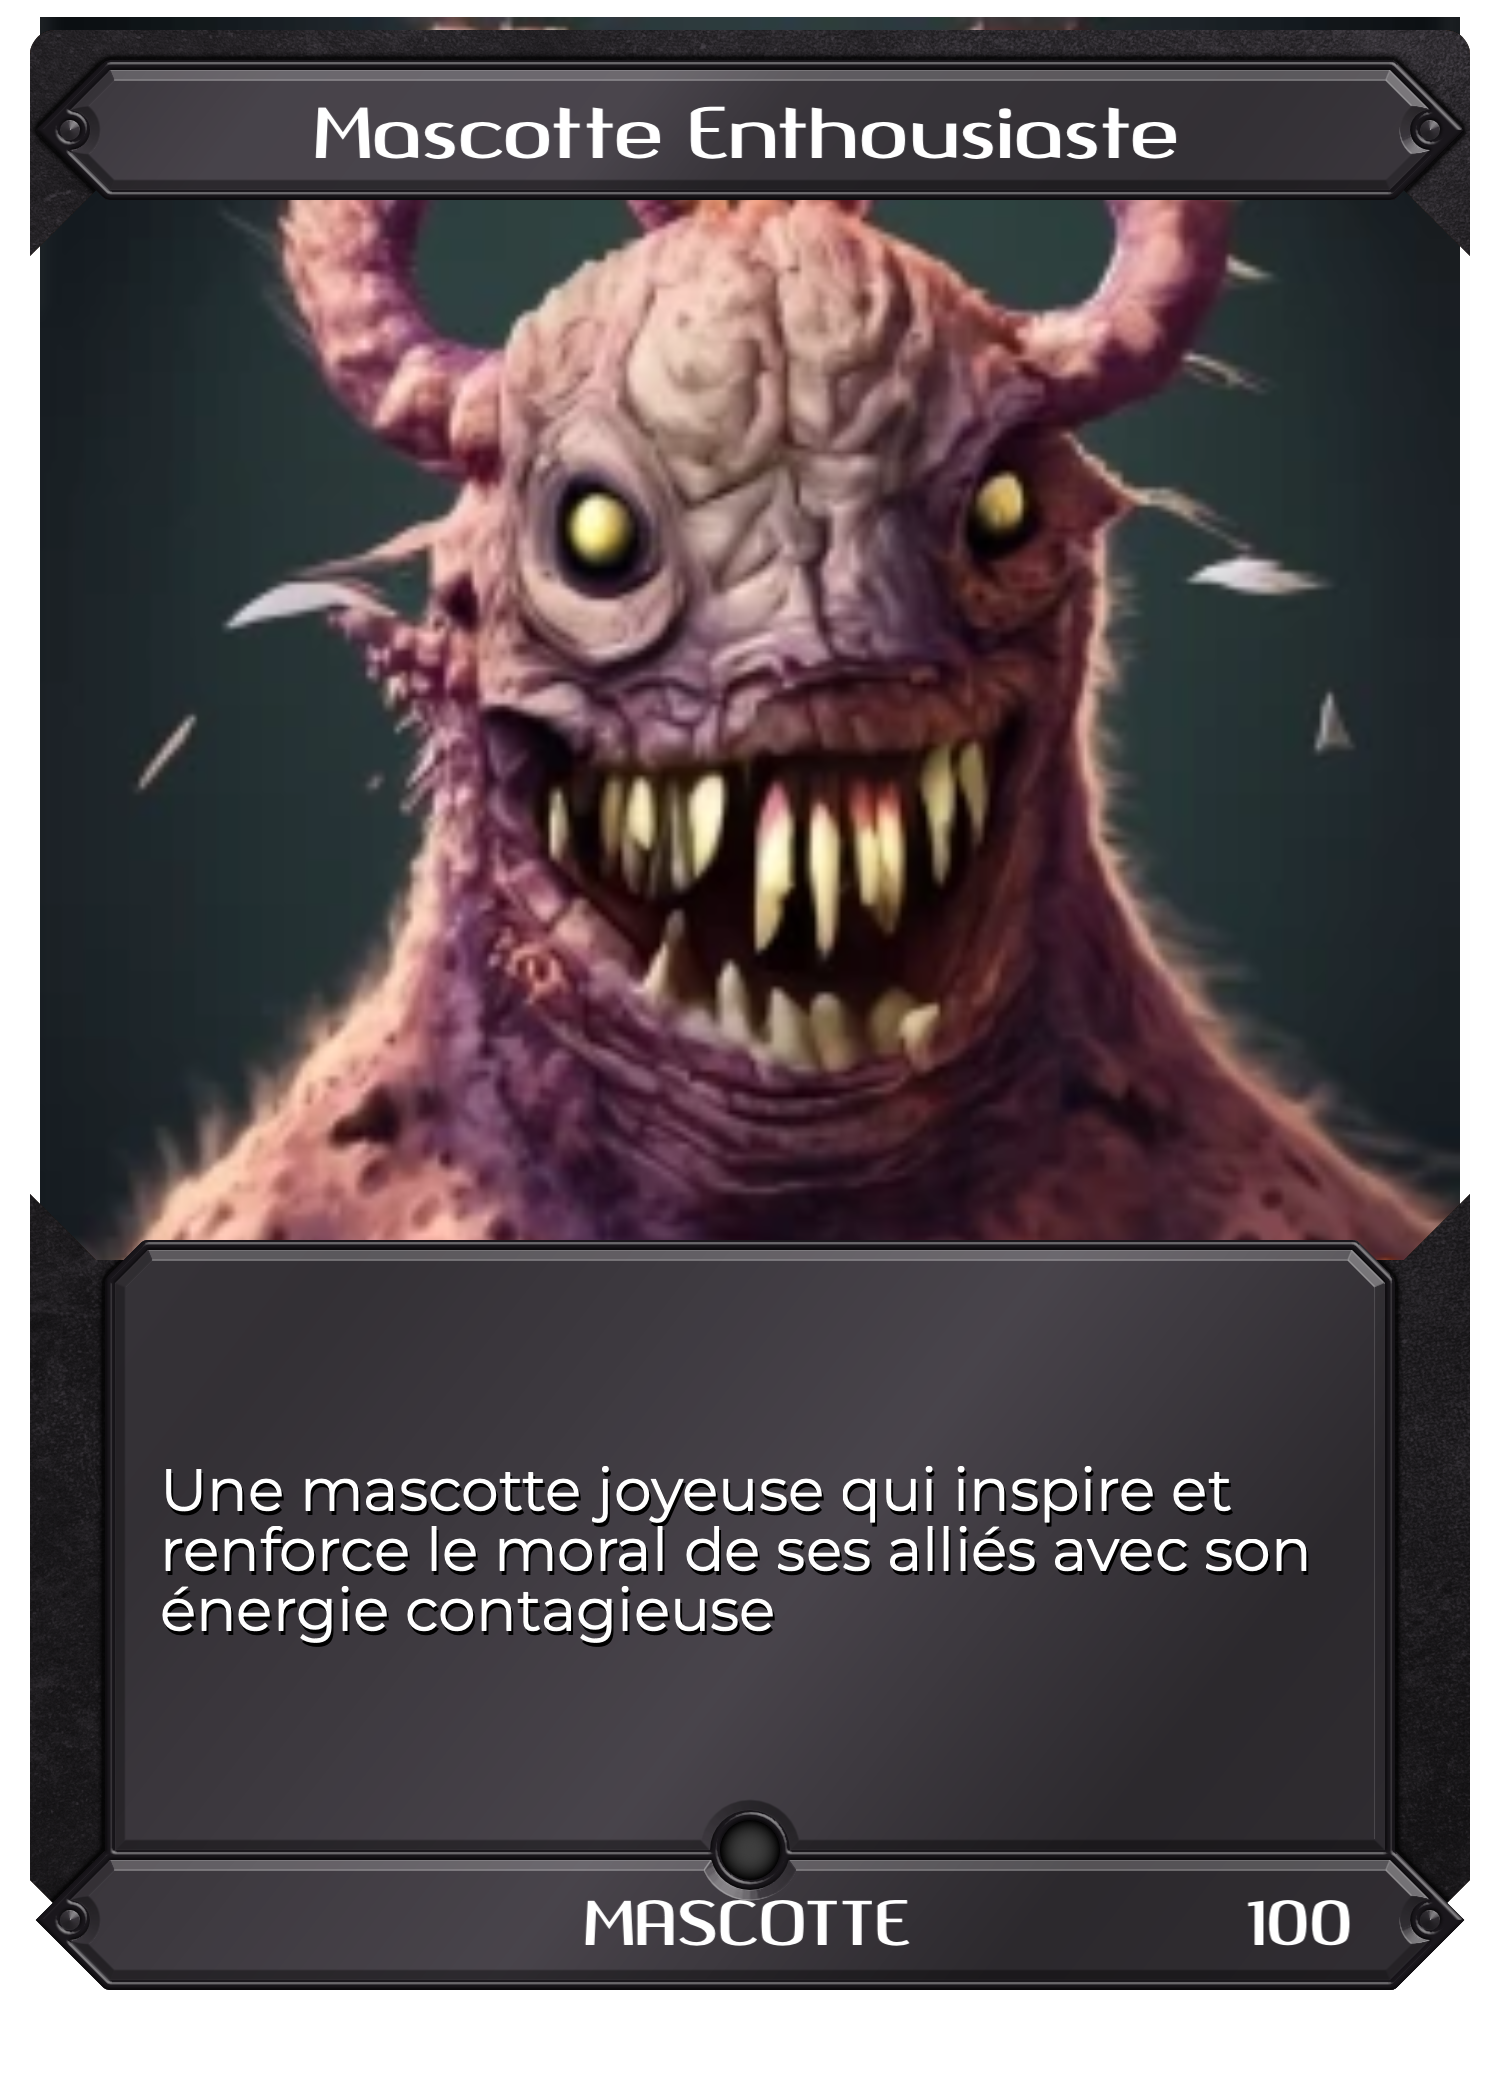 Mascotte Enthousiaste
Une mascotte joyeuse qui inspire et
renforce le moral de ses alliés avec son
énergie contagieuse
MASCOTTE
100